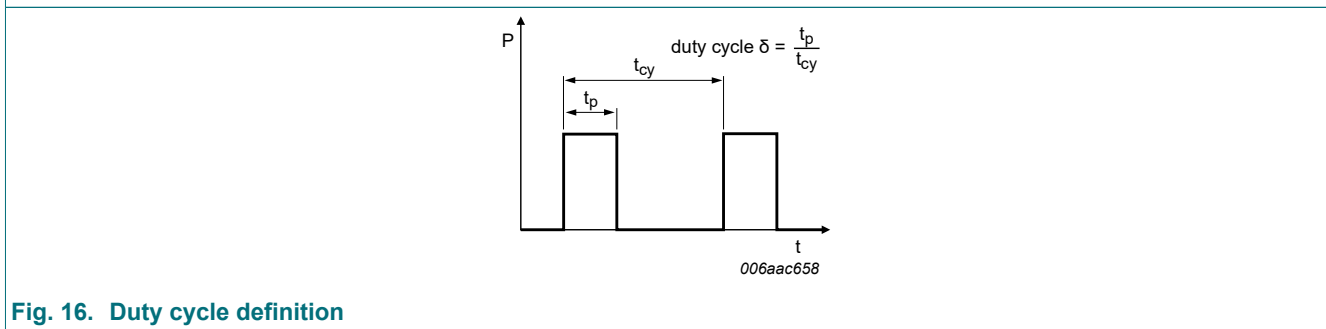 P
duty cycle δ = tp/tcy
tcy
tp
t
006aac658
Fig. 16. Duty cycle definition